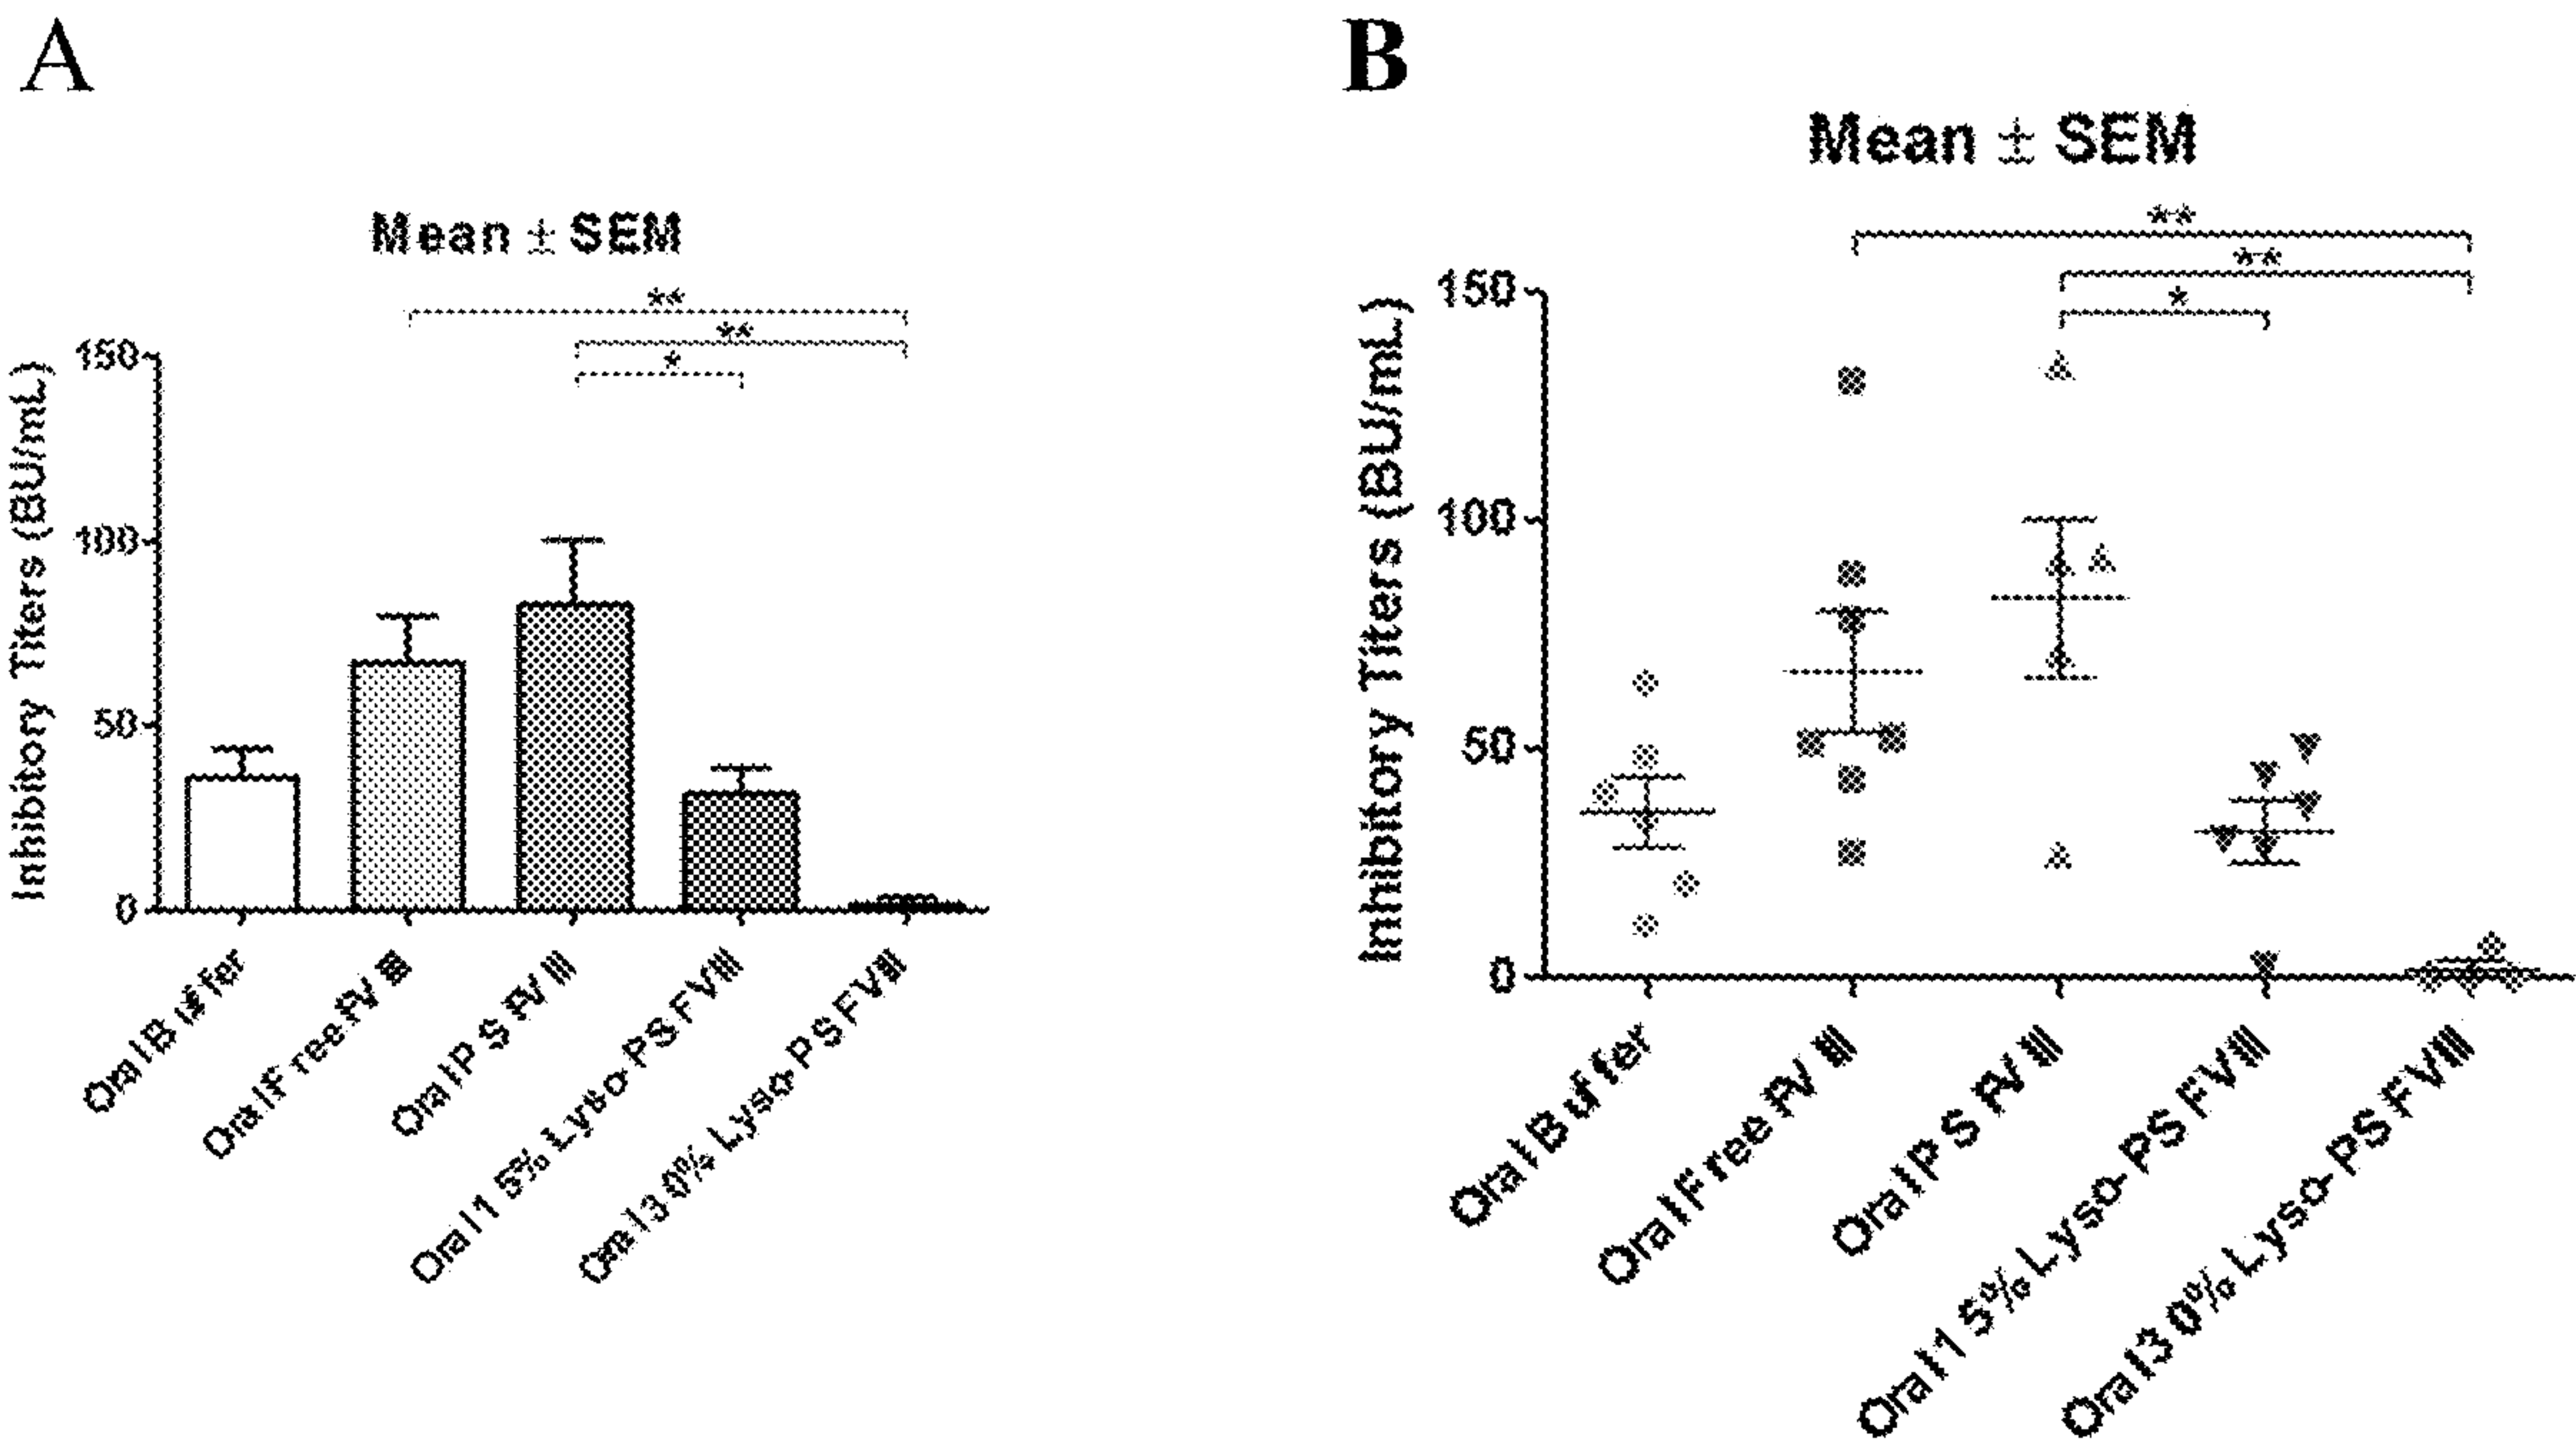 A
Mean ± SEM
**
**
*
Inhibitory Titers (BU/mL)
150
100
50
0
Oral Buffer
Oral Free FVIII
Oral PS FVIII
Oral 15% Lyso-PS FVIII
Oral 30% Lyso-PS FVIII
B
Mean ± SEM
**
**
*
Inhibitory Titers (BU/mL)
150
100
50
0
Oral Buffer
Oral Free FVIII
Oral PS FVIII
Oral 15% Lyso-PS FVIII
Oral 30% Lyso-PS FVIII